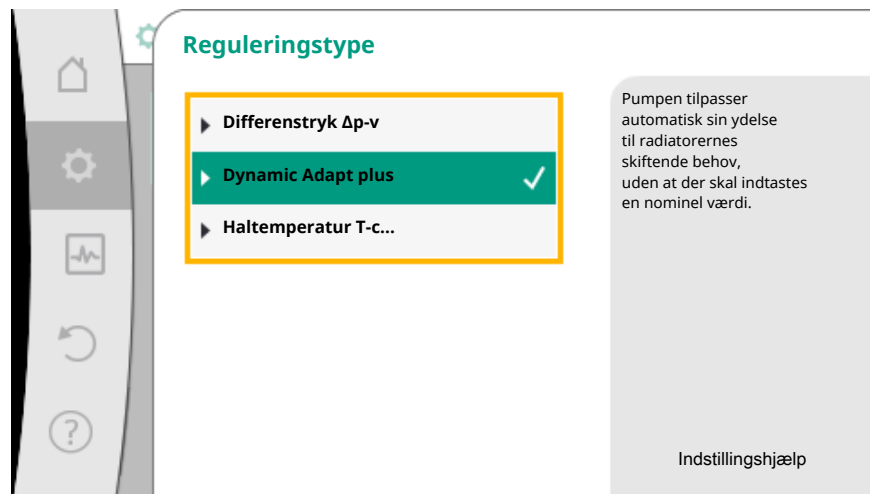 Reguleringstype
Differenstryk Δp-v
Dynamic Adapt plus
Haltemperatur T-c...
Pumpen tilpasser
automatisk sin ydelse
til radiatorernes
skiftende behov,
uden at der skal indtastes
en nominel værdi.
Indstillingshjælp
?